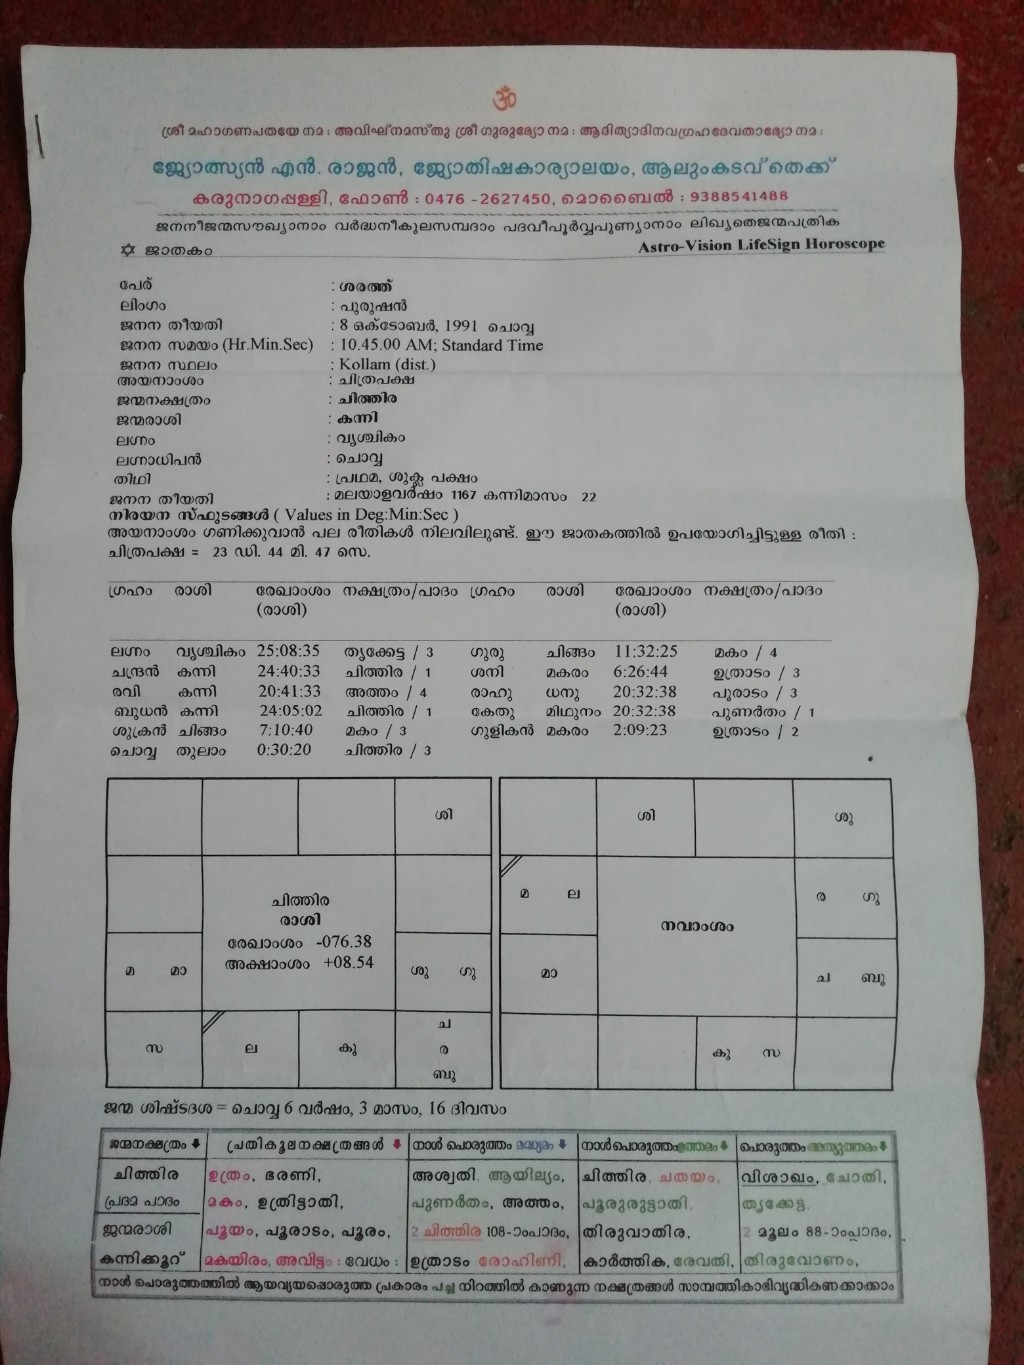 ॐ
ശ്രീ മഹാഗണപതയേ നമ : അവിഘ്നമസ്തു ശ്രീ ഗുരുഭ്യോ നമ : ആദിത്യാദിനവഗ്രഹദേവതാഭ്യോ നമ :
ജ്യോത്സ്യൻ എൻ. രാജൻ, ജ്യോതിഷകാര്യാലയം, ആലുംകടവ് തെക്ക്
കരുനാഗപ്പള്ളി, ഫോൺ : 0476 -2627450, മൊബൈൽ : 9388541488
ജനനീജന്മസൗഖ്യാനാം വർദ്ധനീകുലസമ്പദാം പദവീപൂർവ്വപുണ്യാനാം ലിഖ്യതെജന്മപത്രിക
✡ ജാതകം Astro-Vision LifeSign Horoscope
പേര് : ശരത്ത്
ലിംഗം : പുരുഷൻ
ജനന തീയതി : 8 ഒക്ടോബർ, 1991 ചൊവ്വ
ജനന സമയം (Hr.Min.Sec) : 10.45.00 AM; Standard Time
ജനന സ്ഥലം : Kollam (dist.)
അയനാംശം : ചിത്രപക്ഷ
ജന്മനക്ഷത്രം : ചിത്തിര
ജന്മരാശി : കന്നി
ലഗ്നം : വൃശ്ചികം
ലഗ്നാധിപൻ : ചൊവ്വ
തിഥി : പ്രഥമ, ശുക്ല പക്ഷം
ജനന തീയതി : മലയാളവർഷം 1167 കന്നിമാസം 22
നിരയന സ്ഫുടങ്ങൾ ( Values in Deg:Min:Sec )
അയനാംശം ഗണിക്കുവാൻ പല രീതികൾ നിലവിലുണ്ട്. ഈ ജാതകത്തിൽ ഉപയോഗിച്ചിട്ടുള്ള രീതി :
ചിത്രപക്ഷ = 23 ഡി. 44 മി. 47 സെ.
ഗ്രഹം രാശി രേഖാംശം നക്ഷത്രം/പാദം ഗ്രഹം രാശി രേഖാംശം നക്ഷത്രം/പാദം
(രാശി) (രാശി)
ലഗ്നം വൃശ്ചികം 25:08:35 തൃക്കേട്ട / 3 ഗുരു ചിങ്ങം 11:32:25 മകം / 4
ചന്ദ്രൻ കന്നി 24:40:33 ചിത്തിര / 1 ശനി മകരം 6:26:44 ഉത്രാടം / 3
രവി കന്നി 20:41:33 അത്തം / 4 രാഹു ധനു 20:32:38 പൂരാടം / 3
ബുധൻ കന്നി 24:05:02 ചിത്തിര / 1 കേതു മിഥുനം 20:32:38 പുണർതം / 1
ശുക്രൻ ചിങ്ങം 7:10:40 മകം / 3 ഗുളികൻ മകരം 2:09:23 ഉത്രാടം / 2
ചൊവ്വ തുലാം 0:30:20 ചിത്തിര / 3
ശി ശി ശു
ചിത്തിര
രാശി
രേഖാംശം -076.38
അക്ഷാംശം +08.54
മ ല നവാംശം ര ഗു
മ മാ ശു ഗു മാ ച ബു
സ ല കു ച
ര
ബു
കു സ
ജന്മ ശിഷ്ടദശ = ചൊവ്വ 6 വർഷം, 3 മാസം, 16 ദിവസം
ജന്മനക്ഷത്രം പ്രതികൂലനക്ഷത്രങ്ങൾ നാൾ പൊരുത്തം മദ്ധ്യമം നാൾപൊരുത്തംഉത്തമം പൊരുത്തംഅത്യുത്തമം
ചിത്തിര ഉത്രം, ഭരണി, അശ്വതി, ആയില്യം, ചിത്തിര ചതയം, വിശാഖം, ചോതി,
പ്രദമ പാദം മകം, ഉത്രിട്ടാതി, പുണർതം, അത്തം, പൂരുരുട്ടാതി, തൃക്കേട്ട,
ജന്മരാശി പൂയം, പൂരാടം, പൂരം, 2 ചിത്തിര 108-ാംപാദം, തിരുവാതിര, 2 മൂലം 88-ാംപ്പാദം,
കന്നിക്കൂറ് മകയിരം, അവിട്ടം : വേധം : ഉത്രാടം രോഹിണി, കാർത്തിക, രേവതി, തിരുവോണം,
നാൾ പൊരുത്തത്തിൽ ആയവ്യയപ്പൊരുത്ത പ്രകാരം പച്ച നിറത്തിൽ കാണുന്ന നക്ഷത്രങ്ങൾ സാമ്പത്തികാഭിവൃദ്ധികണക്കാക്കാം